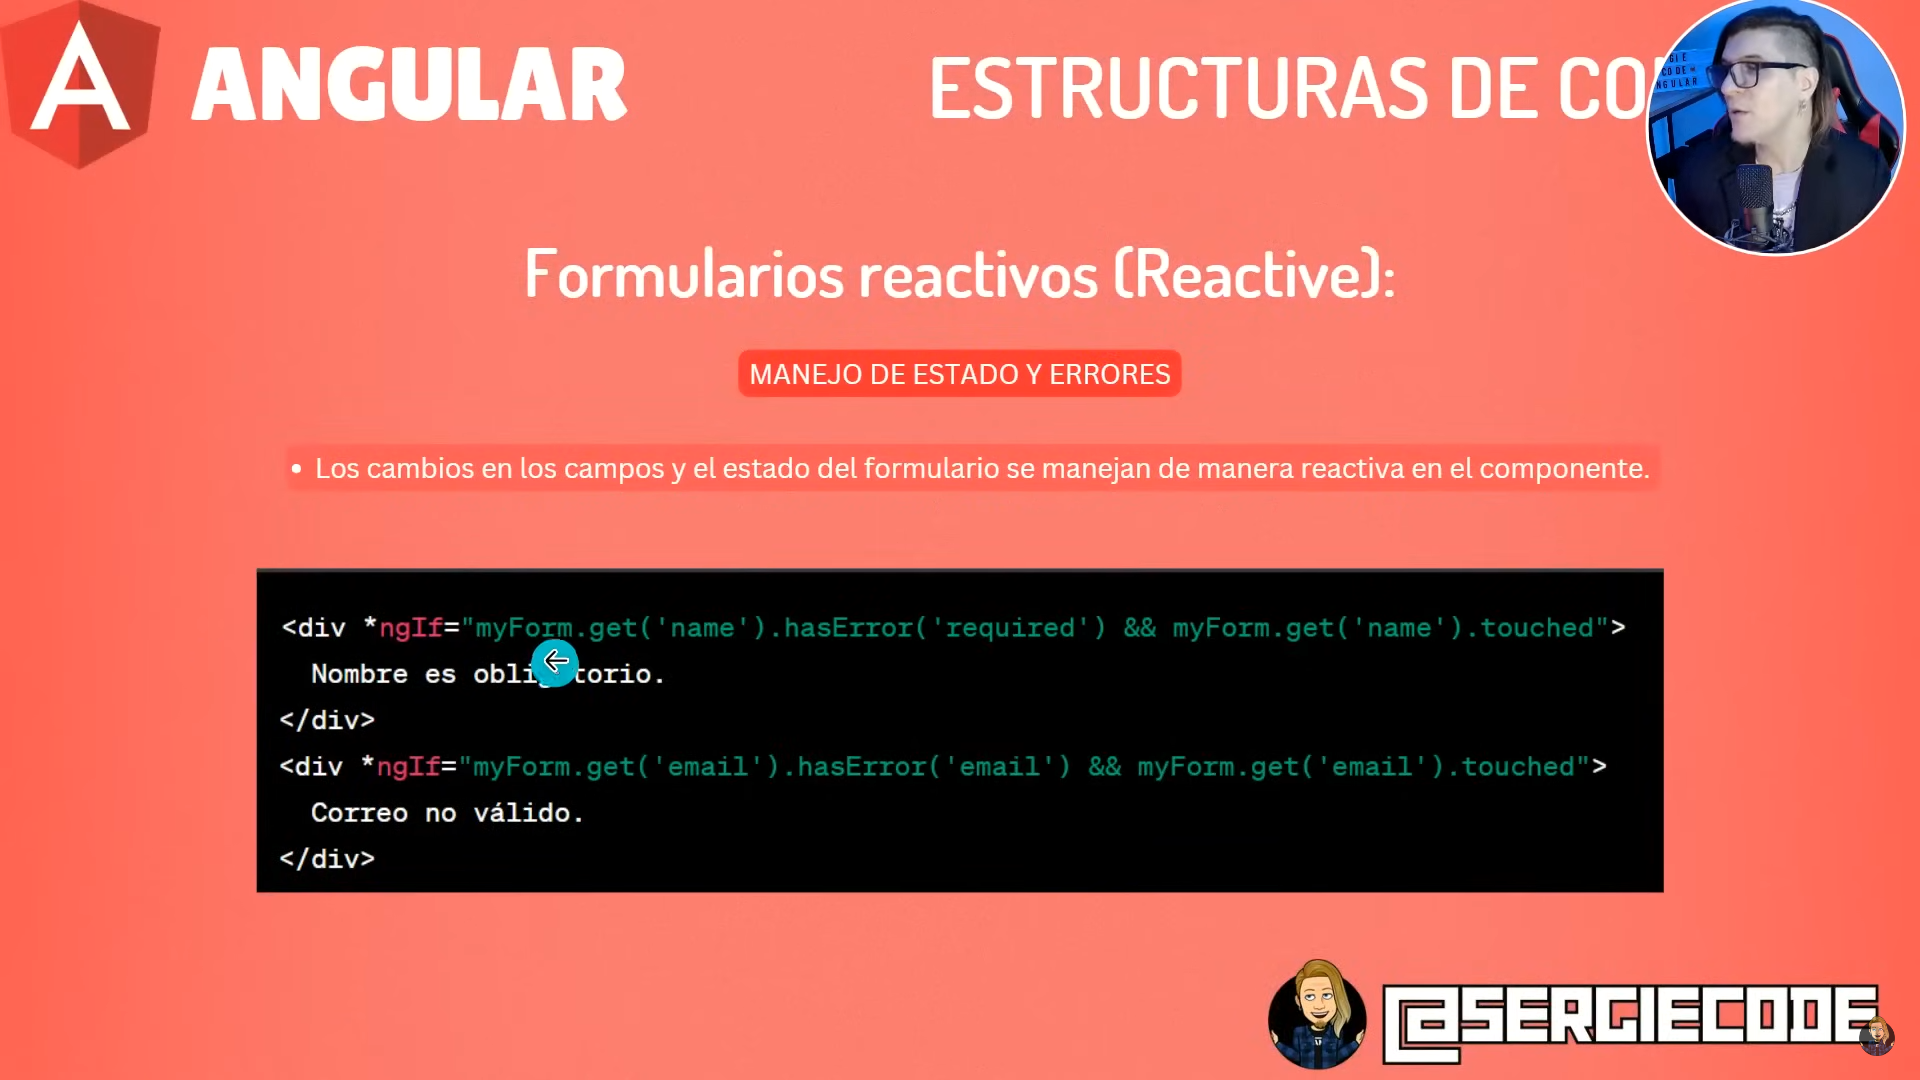 ANGULAR
ESTRUCTURAS DE CO
Formularios reactivos (Reactive):
MANEJO DE ESTADO Y ERRORES
• Los cambios en los campos y el estado del formulario se manejan de manera reactiva en el componente.
<div *ngIf="myForm.get('name').hasError('required') && myForm.get('name').touched">
Nombre es obligatorio.
</div>
<div *ngIf="myForm.get('email').hasError('email') && myForm.get('email').touched">
Correo no válido.
</div>
@SERGIECODE